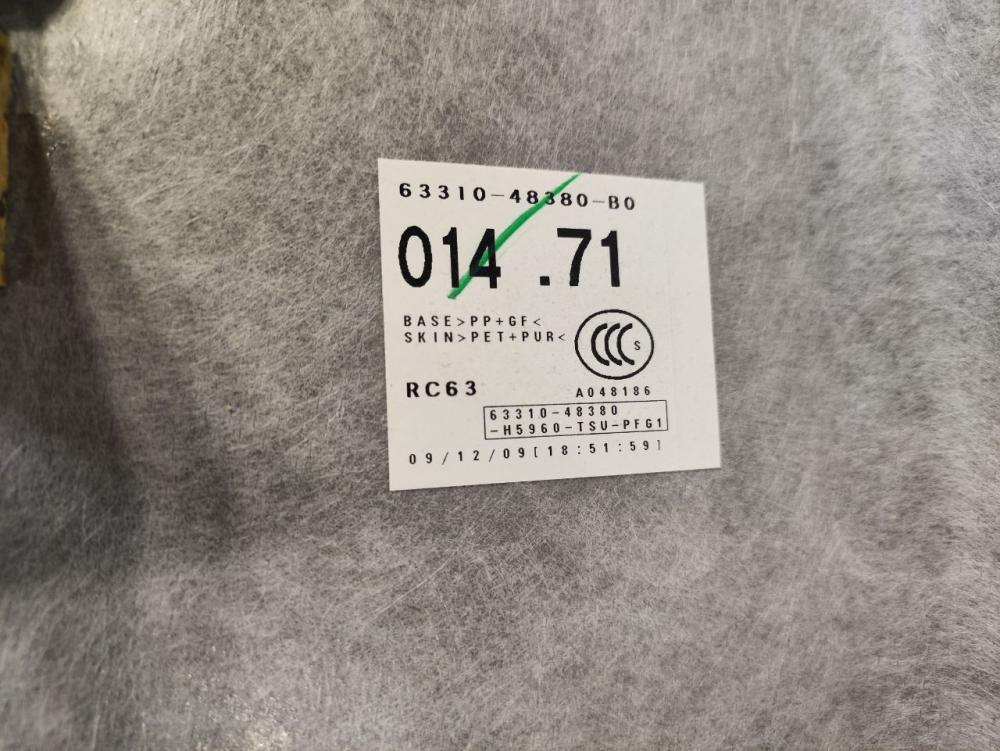 63310-48380-B0
014 .71
BASE>PP+GF<
SKIN>PET+PUR<
CCC S
RC63
A048186
63310-48380
-H5960-TSU-PFG1
09/12/09[18:51:59]